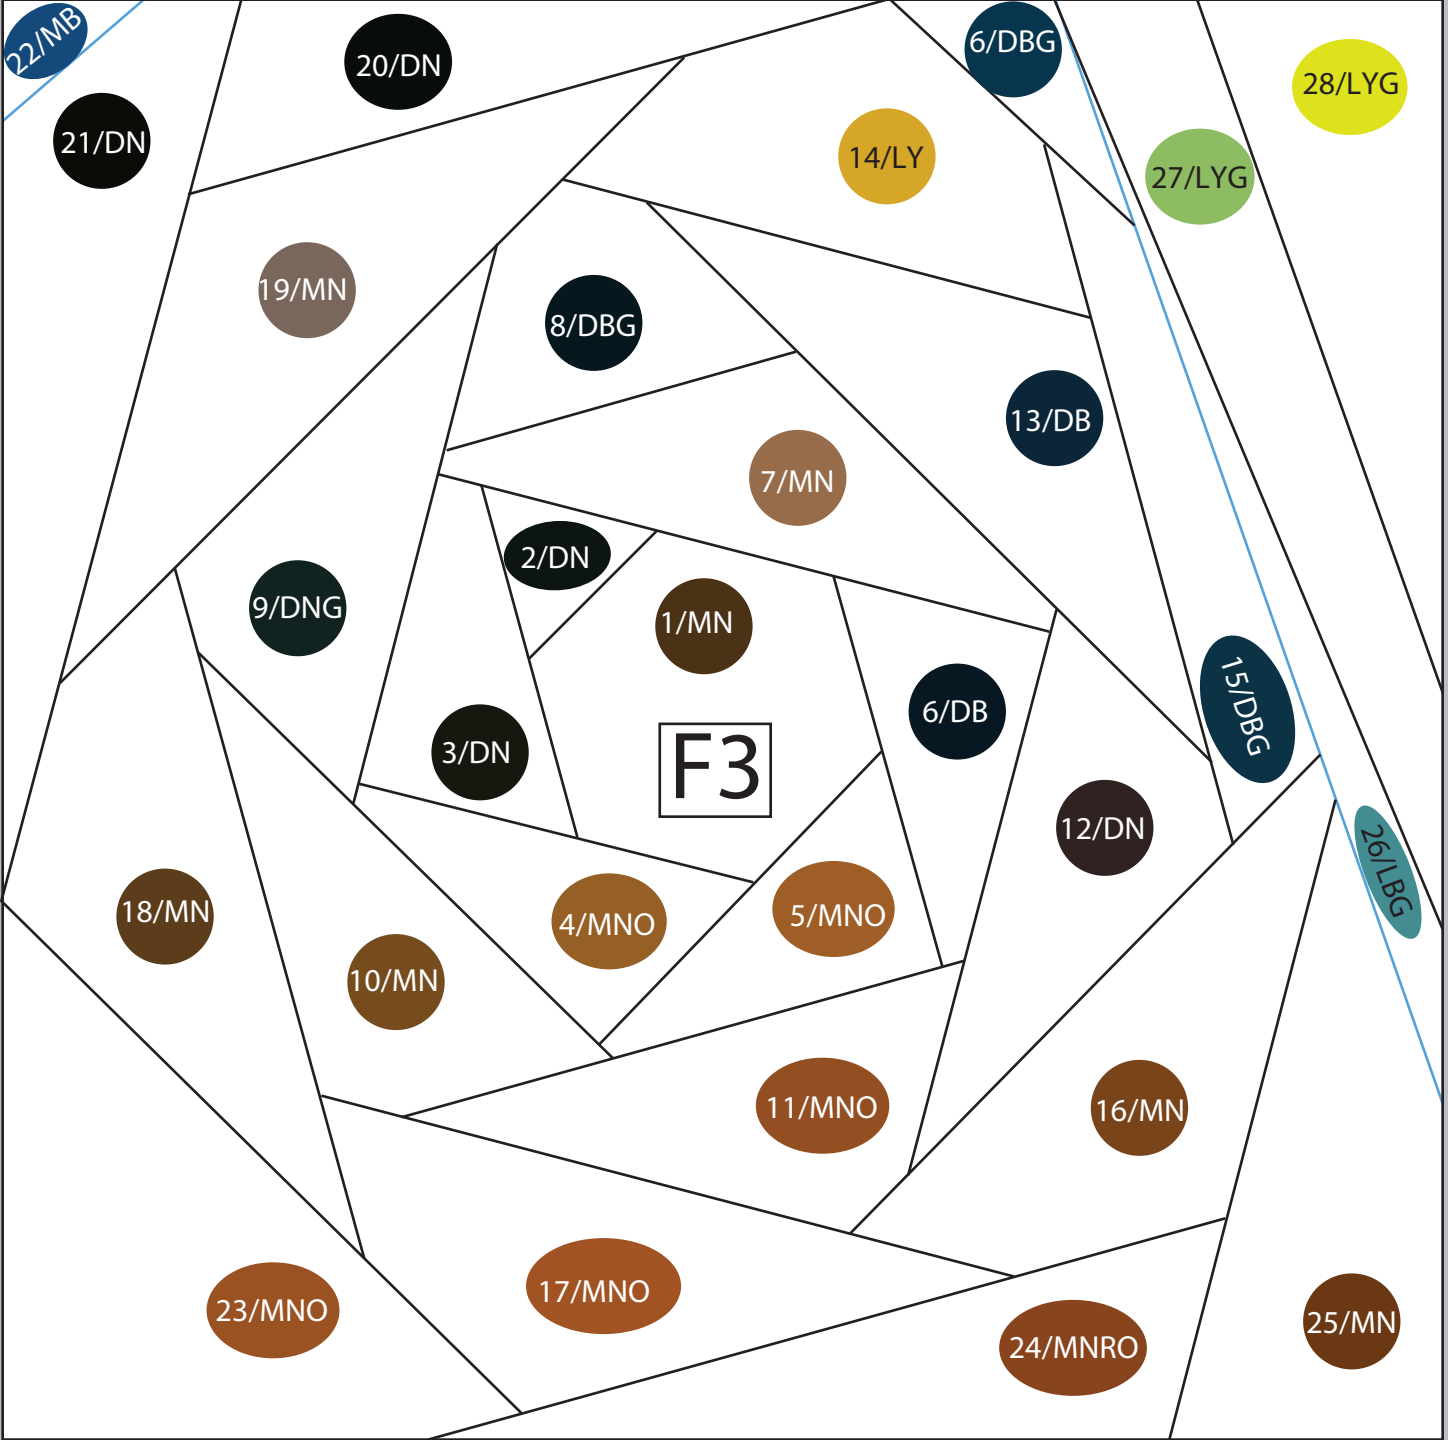 22/MB
20/DN
6/DBG
28/LYG
21/DN
14/LY
27/LYG
19/MN
8/DBG
13/DB
7/MN
2/DN
9/DNG
1/MN
15/DBG
6/DB
3/DN
F3
12/DN
26/LBG
18/MN
4/MNO
5/MNO
10/MN
11/MNO
16/MN
17/MNO
23/MNO
24/MNRO
25/MN